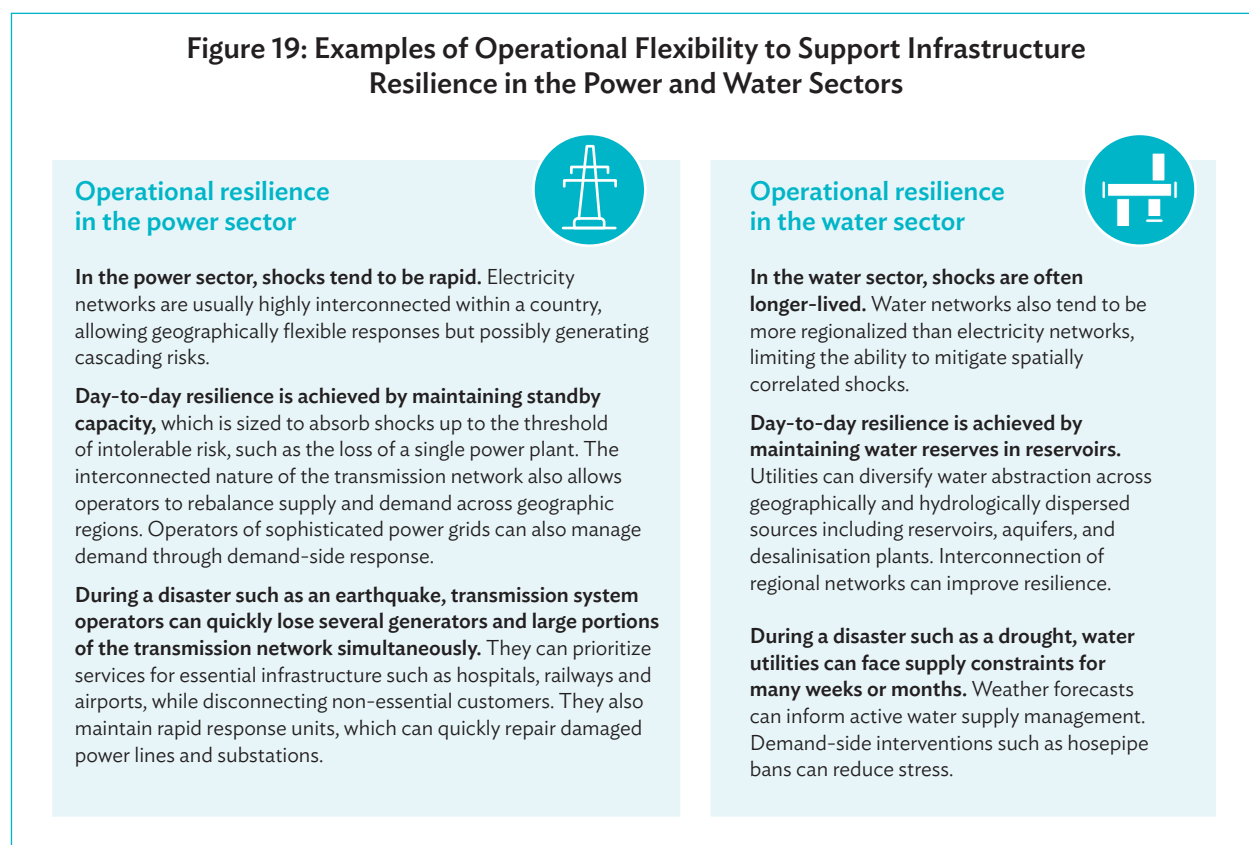 Figure 19: Examples of Operational Flexibility to Support Infrastructure
Resilience in the Power and Water Sectors
Operational resilience
in the power sector
In the power sector, shocks tend to be rapid. Electricity
networks are usually highly interconnected within a country,
allowing geographically flexible responses but possibly generating
cascading risks.
Day-to-day resilience is achieved by maintaining standby
capacity, which is sized to absorb shocks up to the threshold
of intolerable risk, such as the loss of a single power plant. The
interconnected nature of the transmission network also allows
operators to rebalance supply and demand across geographic
regions. Operators of sophisticated power grids can also manage
demand through demand-side response.
During a disaster such as an earthquake, transmission system
operators can quickly lose several generators and large portions
of the transmission network simultaneously. They can prioritize
services for essential infrastructure such as hospitals, railways and
airports, while disconnecting non-essential customers. They also
maintain rapid response units, which can quickly repair damaged
power lines and substations.
Operational resilience
in the water sector
In the water sector, shocks are often
longer-lived. Water networks also tend to be
more regionalized than electricity networks,
limiting the ability to mitigate spatially
correlated shocks.
Day-to-day resilience is achieved by
maintaining water reserves in reservoirs.
Utilities can diversify water abstraction across
geographically and hydrologically dispersed
sources including reservoirs, aquifers, and
desalinisation plants. Interconnection of
regional networks can improve resilience.
During a disaster such as a drought, water
utilities can face supply constraints for
many weeks or months. Weather forecasts
can inform active water supply management.
Demand-side interventions such as hosepipe
bans can reduce stress.